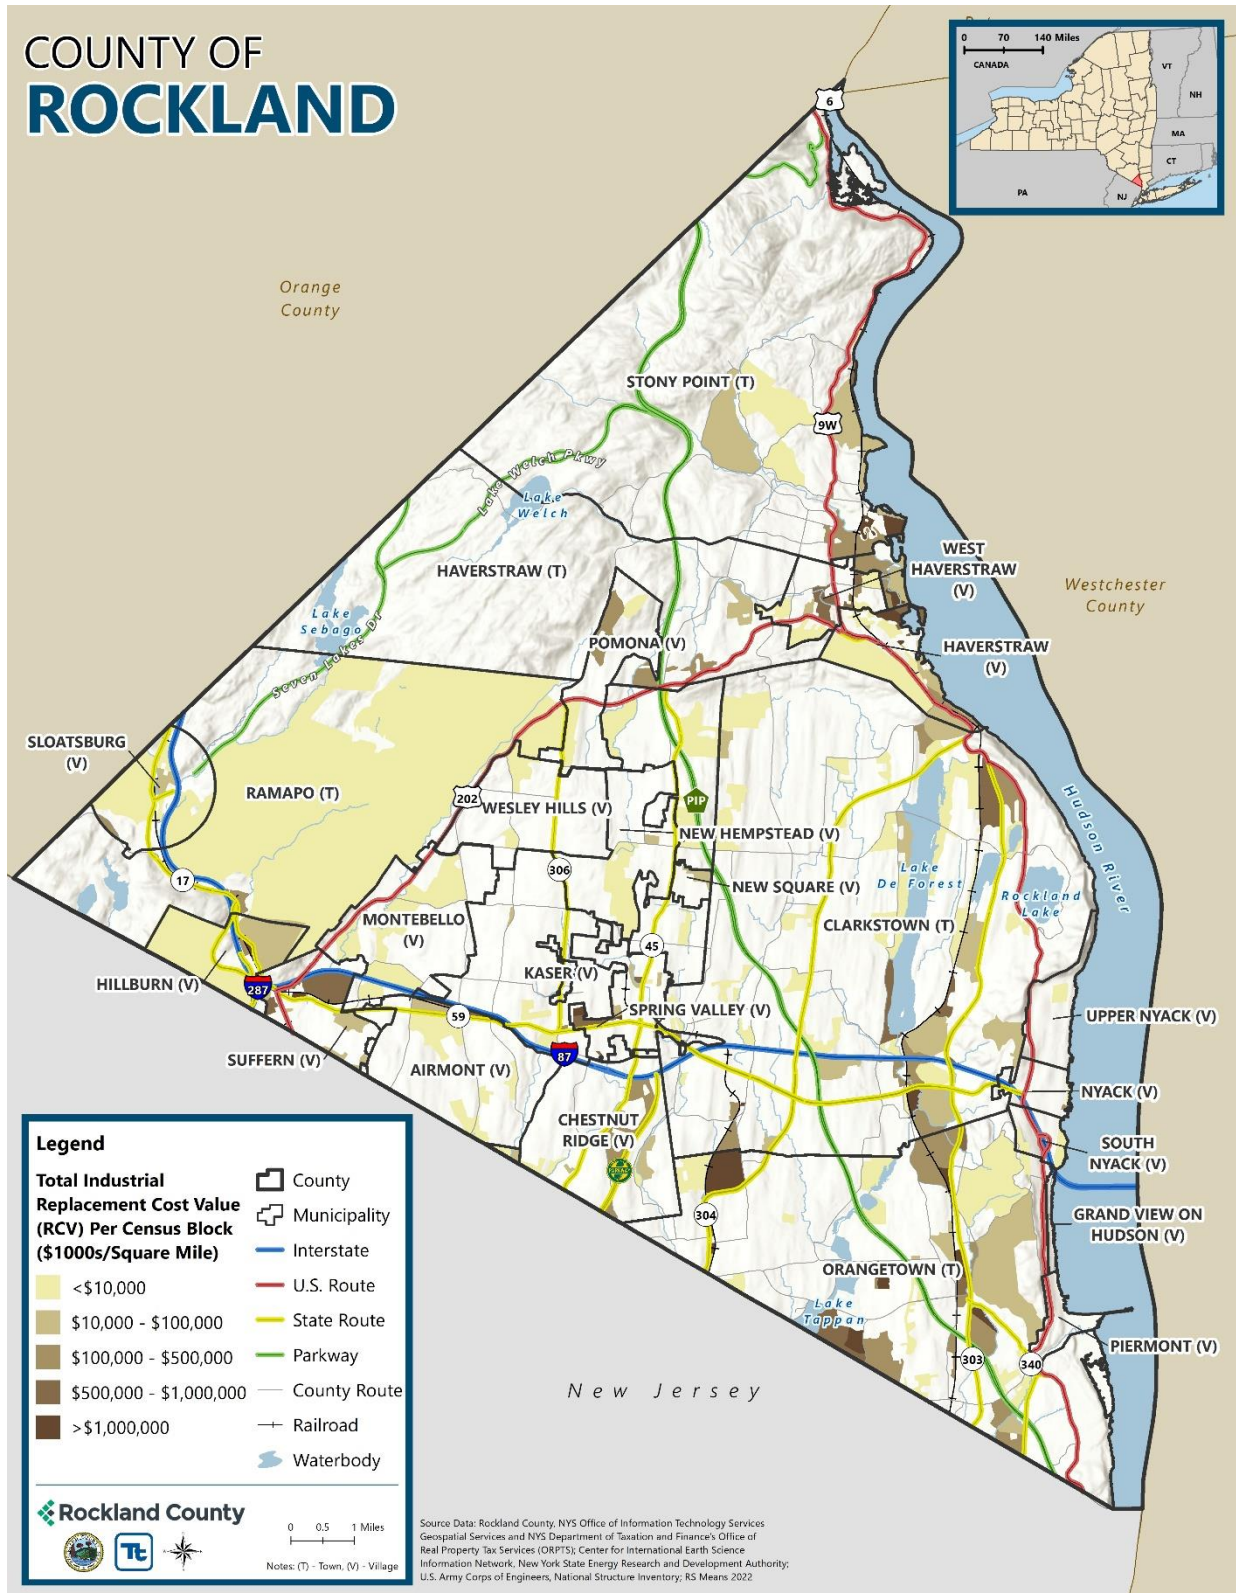 COUNTY OF
ROCKLAND
0 70 140 Miles
CANADA
VT
NH
MA
CT
PA
NJ
6
Orange
County
STONY POINT (T)
9W
Lake Welch Pkwy
Lake
Welch
WEST
HAVERSTRAW
(V)
HAVERSTRAW (T)
Westchester
County
Lake
Sebago
Seven Lakes Dr
POMONA (V)
HAVERSTRAW
(V)
SLOATSBURG
(V)
RAMAPO (T)
202
WESLEY HILLS (V)
PIP
NEW HEMPSTEAD (V)
Hudson River
17
306
NEW SQUARE (V)
Lake
De Forest
Rockland
Lake
MONTEBELLO
(V)
CLARKSTOWN (T)
45
HILLBURN (V)
287
KASER (V)
SPRING VALLEY (V)
UPPER NYACK (V)
59
SUFFERN (V)
87
AIRMONT (V)
NYACK (V)
CHESTNUT
RIDGE (V)
SOUTH
NYACK (V)
304
GRAND VIEW ON
HUDSON (V)
ORANGETOWN (T)
Lake
Tappan
PIERMONT (V)
303
340
New Jersey
Legend
Total Industrial
Replacement Cost Value
(RCV) Per Census Block
($1000s/Square Mile)
<$10,000
$10,000 - $100,000
$100,000 - $500,000
$500,000 - $1,000,000
>$1,000,000
County
Municipality
Interstate
U.S. Route
State Route
Parkway
County Route
Railroad
Waterbody
Rockland County
Tt
0 0.5 1 Miles
Notes: (T) - Town, (V) - Village
Source Data: Rockland County, NYS Office of Information Technology Services
Geospatial Services and NYS Department of Taxation and Finance's Office of
Real Property Tax Services (ORPTS); Center for International Earth Science
Information Network, New York State Energy Research and Development Authority;
U.S. Army Corps of Engineers, National Structure Inventory; RS Means 2022